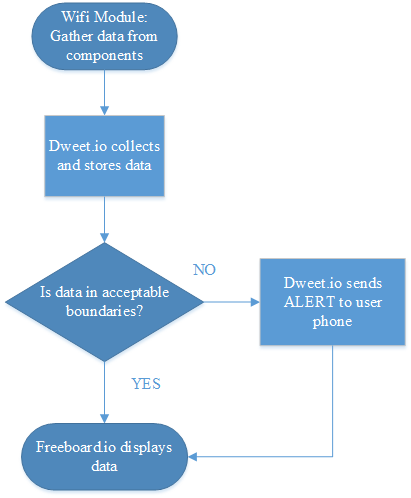 Wifi Module:
Gather data from
components
Dweet.io collects
and stores data
Is data in acceptable
boundaries?
NO
Dweet.io sends
ALERT to user
phone
YES
Freeboard.io displays
data